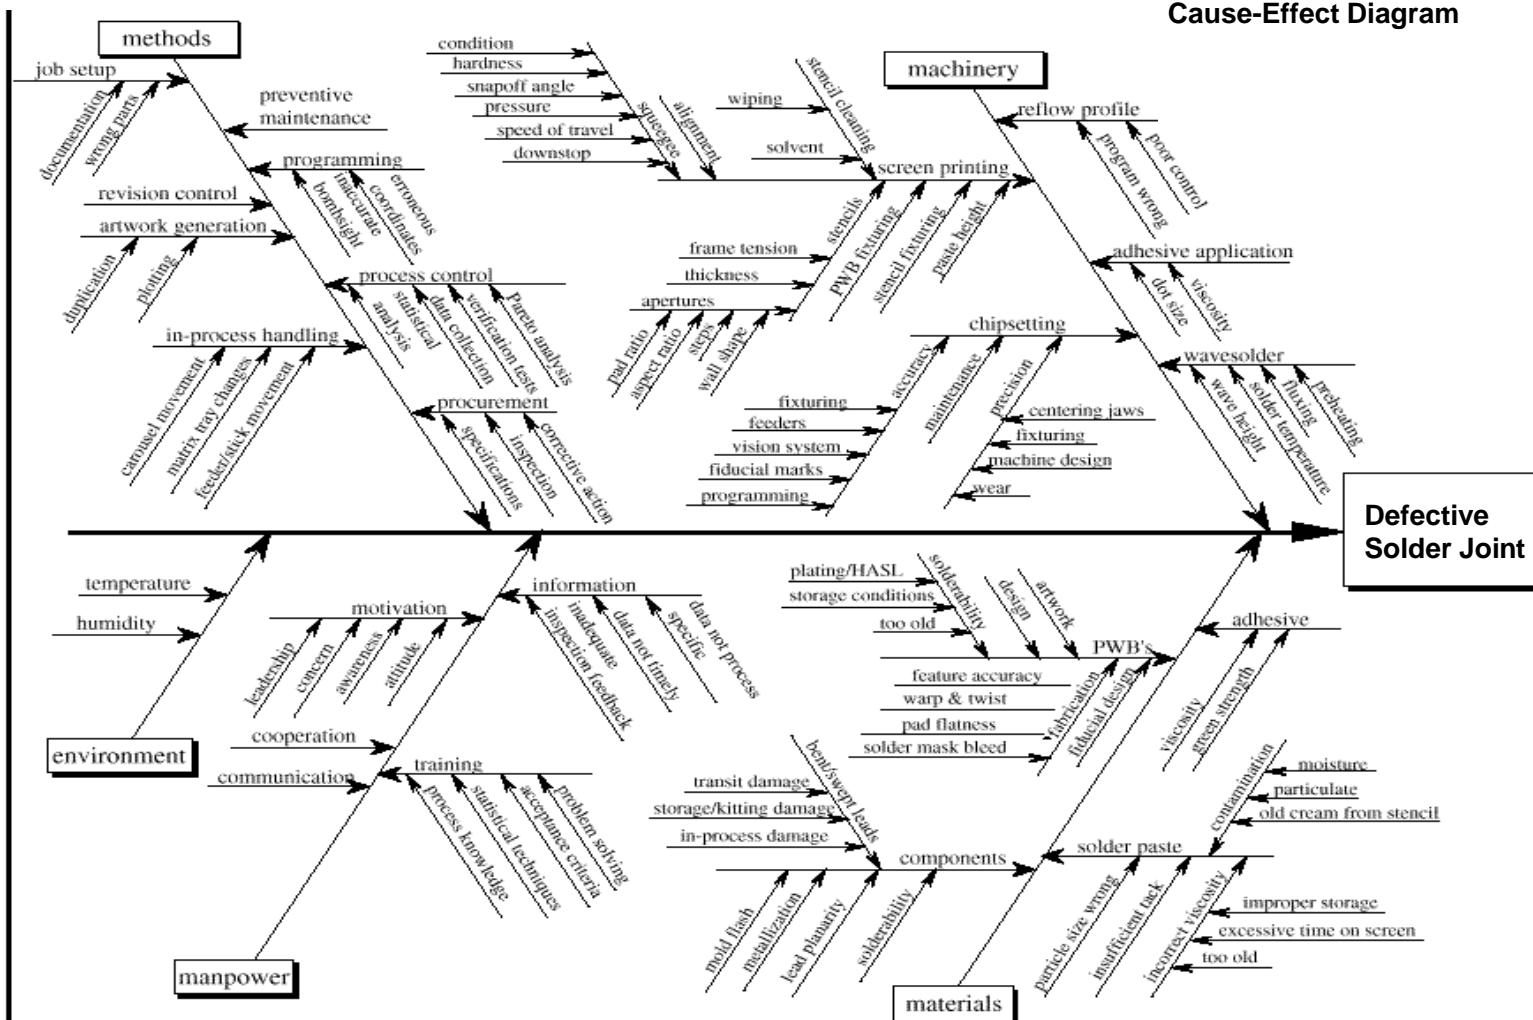 Cause-Effect Diagram
methods
job setup
documentation
wrong parts
preventive
maintenance
programming
bombsight
inaccurate
coordinates
erroneous
revision control
artwork generation
duplication
plotting
process control
analysis
statistical
data collection
verification tests
Pareto analysis
in-process handling
carousel movement
matrix tray changes
feeder/stick movement
procurement
specifications
inspection
corrective action
machinery
condition
hardness
snapoff angle
pressure
speed of travel
downstop
squeegee
alignment
wiping
solvent
stencil cleaning
screen printing
stencils
PWB fixturing
stencil fixturing
paste height
frame tension
thickness
apertures
pad ratio
aspect ratio
steps
wall shape
reflow profile
program wrong
poor control
adhesive application
dot size
viscosity
chipsetting
accuracy
maintenance
precision
fixturing
feeders
vision system
fiducial marks
programming
centering jaws
fixturing
machine design
wear
wavesolder
wave height
solder temperature
fluxing
preheating
Defective
Solder Joint
temperature
humidity
environment
motivation
leadership
concern
awareness
attitude
information
inspection feedback
inadequate
data not timely
specific
data not process
cooperation
communication
training
process knowledge
statistical techniques
acceptance criteria
problem solving
manpower
plating/HASL
storage conditions
too old
solderability
design
artwork
PWB's
feature accuracy
warp & twist
pad flatness
solder mask bleed
fabrication
fiducial design
adhesive
viscosity
green strength
transit damage
storage/kitting damage
in-process damage
bent/swept leads
components
mold flash
metallization
lead planarity
solderability
contamination
moisture
particulate
old cream from stencil
solder paste
particle size wrong
insufficient tack
incorrect viscosity
improper storage
excessive time on screen
too old
materials